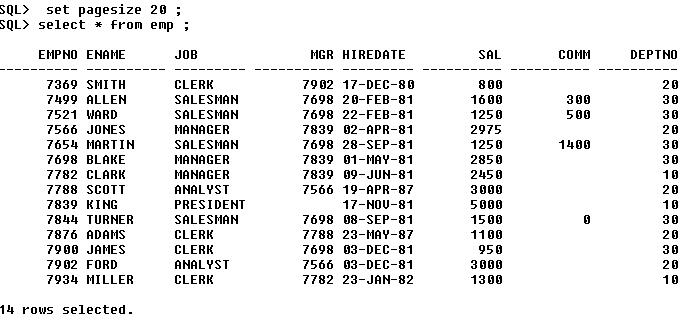 SQL>  set pagesize 20 ;
SQL> select * from emp ;
     EMPNO ENAME      JOB              MGR HIREDATE         SAL       COMM     DEPTNO
---------- ---------- --------- ---------- --------- ---------- ---------- ----------
      7369 SMITH      CLERK           7902 17-DEC-80        800                    20
      7499 ALLEN      SALESMAN        7698 20-FEB-81       1600        300         30
      7521 WARD       SALESMAN        7698 22-FEB-81       1250        500         30
      7566 JONES      MANAGER         7839 02-APR-81       2975                    20
      7654 MARTIN     SALESMAN        7698 28-SEP-81       1250       1400         30
      7698 BLAKE      MANAGER         7839 01-MAY-81       2850                    30
      7782 CLARK      MANAGER         7839 09-JUN-81       2450                    10
      7788 SCOTT      ANALYST         7566 19-APR-87       3000                    20
      7839 KING       PRESIDENT            17-NOV-81       5000                    10
      7844 TURNER     SALESMAN        7698 08-SEP-81       1500          0         30
      7876 ADAMS      CLERK           7788 23-MAY-87       1100                    20
      7900 JAMES      CLERK           7698 03-DEC-81        950                    30
      7902 FORD       ANALYST         7566 03-DEC-81       3000                    20
      7934 MILLER     CLERK           7782 23-JAN-82       1300                    10
14 rows selected.